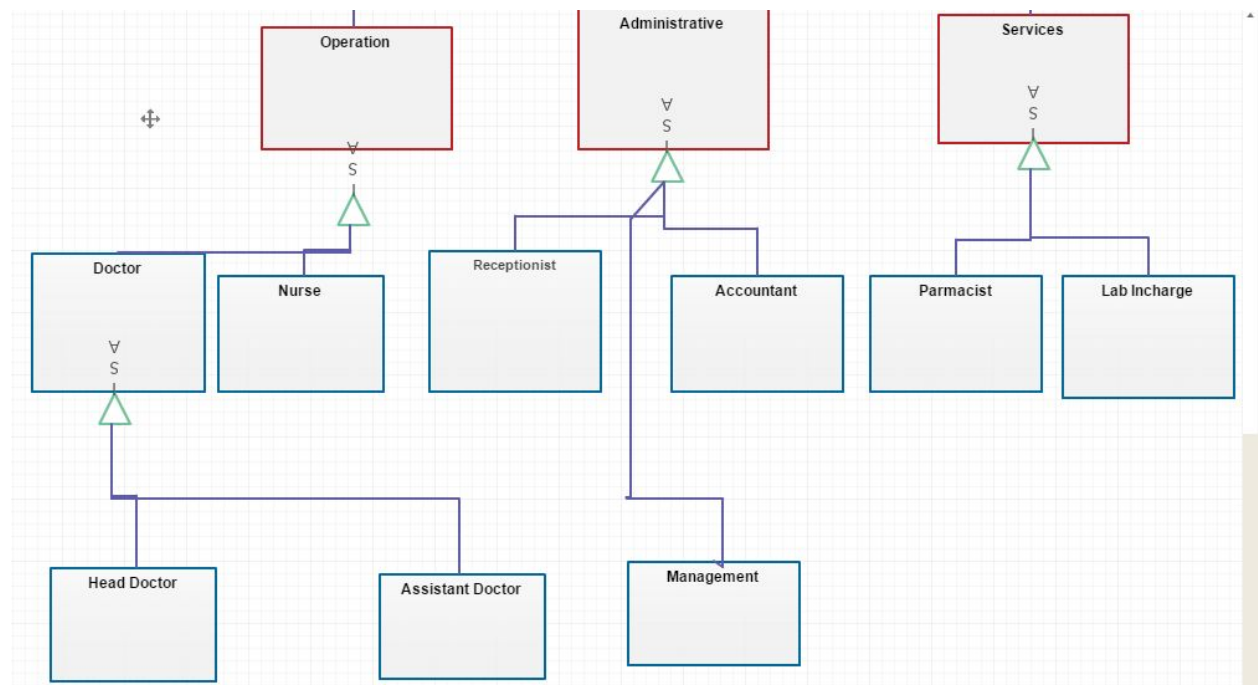 Operation
Administrative
Services
∀
S
I
∀
S
I
∀
S
I
Doctor
Nurse
Receptionist
Accountant
Parmacist
Lab Incharge
∀
S
I
Head Doctor
Assistant Doctor
Management